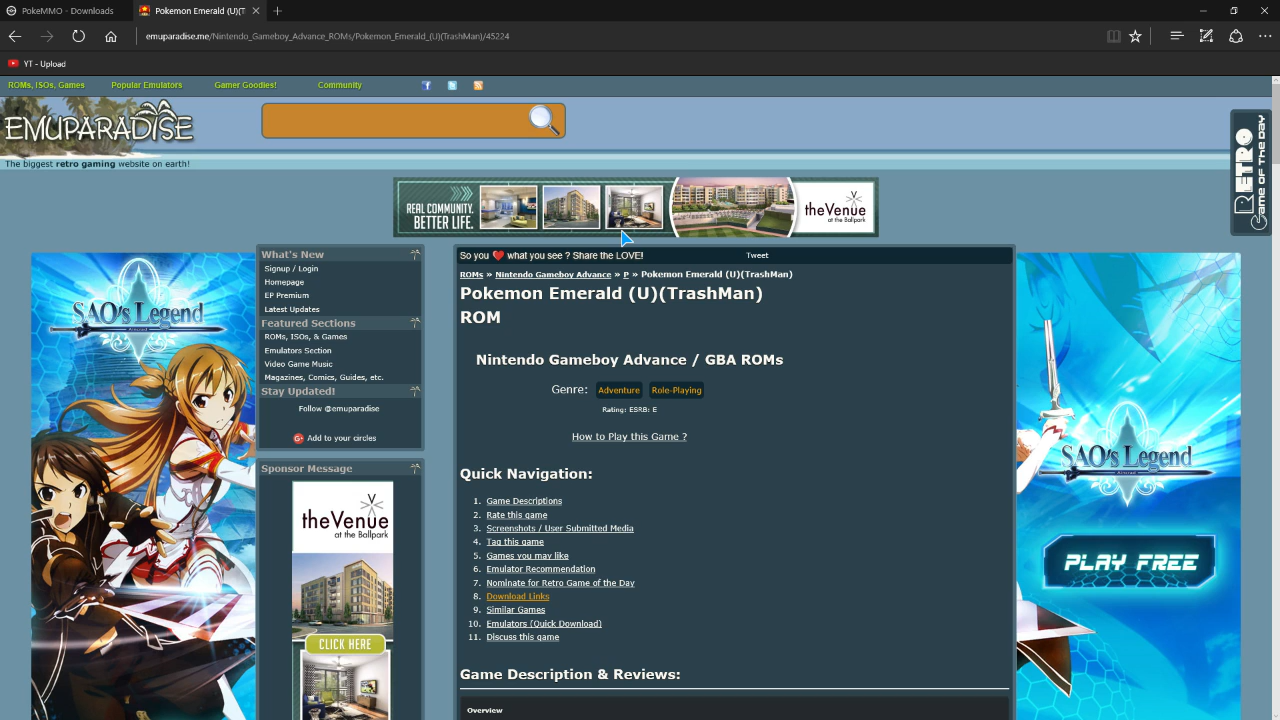 PokeMMO - Downloads
Pokemon Emerald (U)(T
emuparadise.me/Nintendo_Gameboy_Advance_ROMs/Pokemon_Emerald_(U)(TrashMan)/45224
YT - Upload
ROMs, ISOs, Games
Popular Emulators
Gamer Goodies!
Community
EMUPARADISE
The biggest retro gaming website on earth!
RETRO
GAME OF THE DAY
REAL COMMUNITY.
BETTER LIFE.
theVenue
at the Ballpark
SAO's Legend
What's New
Signup / Login
Homepage
EP Premium
Latest Updates
Featured Sections
ROMs, ISOs, & Games
Emulators Section
Video Game Music
Magazines, Comics, Guides, etc.
Stay Updated!
Follow @emuparadise
Add to your circles
Sponsor Message
theVenue
at the Ballpark
CLICK HERE
So you ❤ what you see ? Share the LOVE!
Tweet
ROMs » Nintendo Gameboy Advance » P » Pokemon Emerald (U)(TrashMan)
Pokemon Emerald (U)(TrashMan)
ROM
Nintendo Gameboy Advance / GBA ROMs
Genre: Adventure Role-Playing
Rating: ESRB: E
How to Play this Game ?
Quick Navigation:
1. Game Descriptions
2. Rate this game
3. Screenshots / User Submitted Media
4. Tag this game
5. Games you may like
6. Emulator Recommendation
7. Nominate for Retro Game of the Day
8. Download Links
9. Similar Games
10. Emulators (Quick Download)
11. Discuss this game
Game Description & Reviews:
Overview
SAO's Legend
PLAY FREE